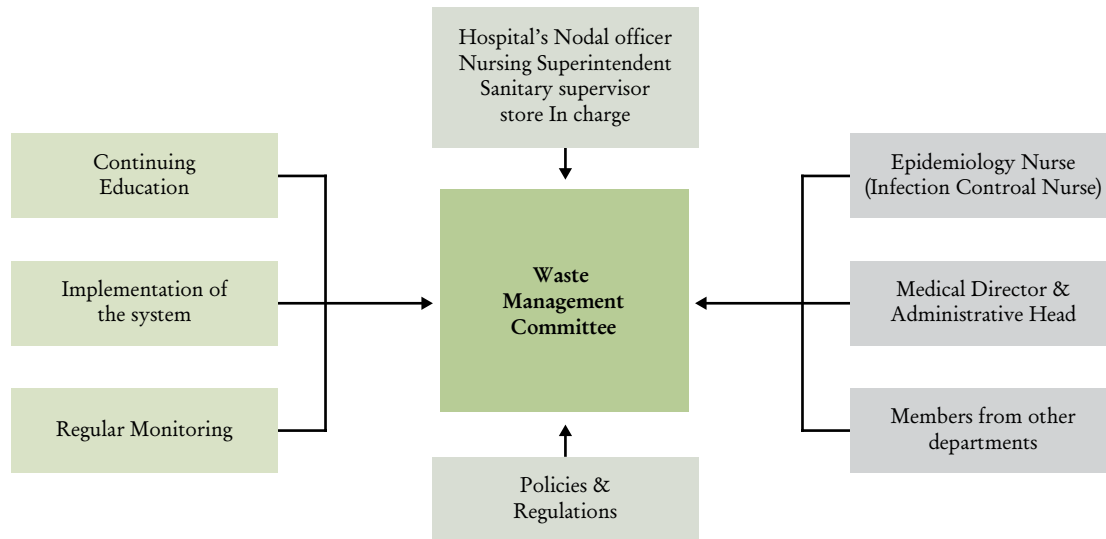 Hospital's Nodal officer
Nursing Superintendent
Sanitary supervisor
store In charge
Continuing
Education
Implementation of
the system
Regular Monitoring
Waste
Management
Committee
Epidemiology Nurse
(Infection Controal Nurse)
Medical Director &
Administrative Head
Members from other
departments
Policies &
Regulations